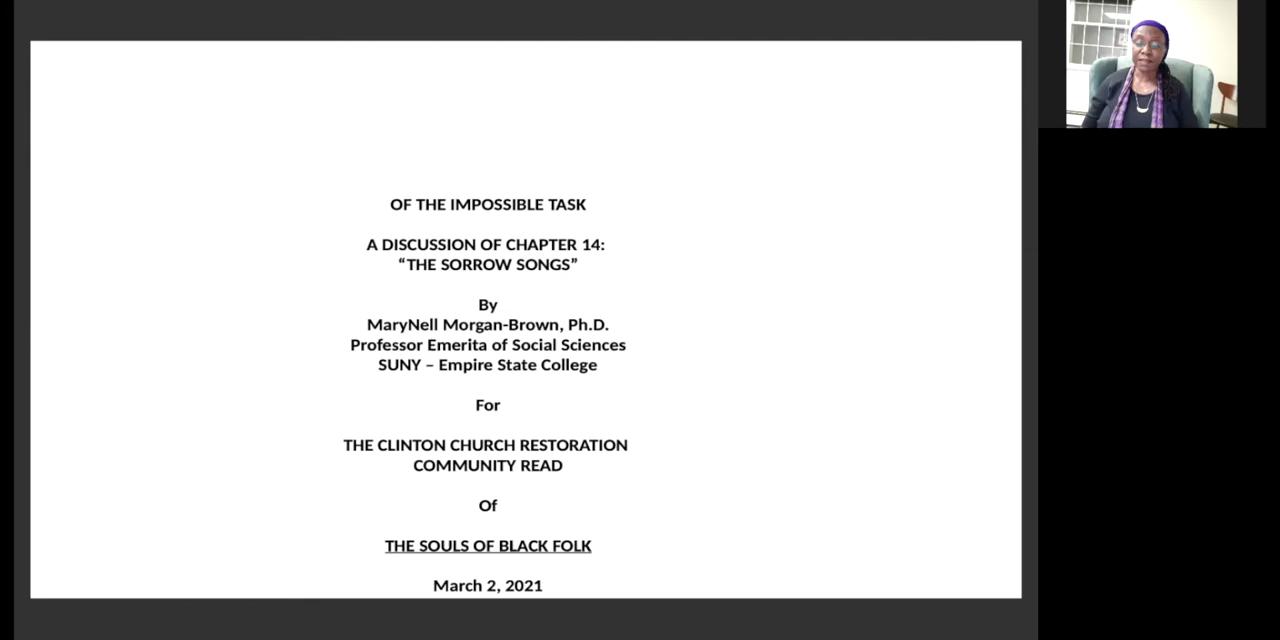 OF THE IMPOSSIBLE TASK
A DISCUSSION OF CHAPTER 14:
“THE SORROW SONGS”
By
MaryNell Morgan-Brown, Ph.D.
Professor Emerita of Social Sciences
SUNY – Empire State College
For
THE CLINTON CHURCH RESTORATION
COMMUNITY READ
Of
THE SOULS OF BLACK FOLK
March 2, 2021